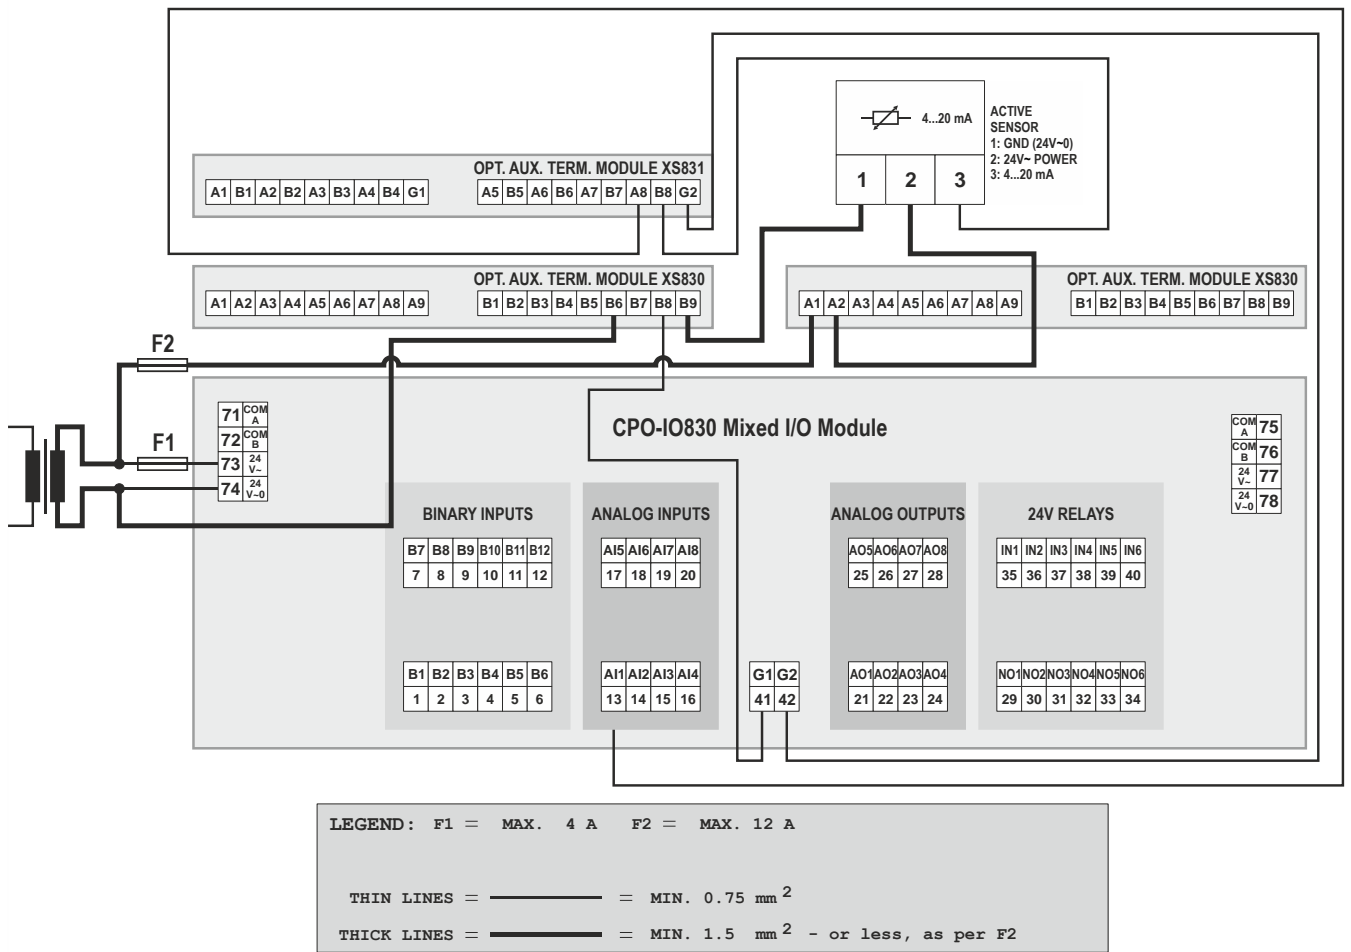 4...20 mA
ACTIVE
SENSOR
1: GND (24V~0)
2: 24V~ POWER
3: 4...20 mA
1 2 3
OPT. AUX. TERM. MODULE XS831
A1 B1 A2 B2 A3 B3 A4 B4 G1
A5 B5 A6 B6 A7 B7 A8 B8 G2
OPT. AUX. TERM. MODULE XS830
A1 A2 A3 A4 A5 A6 A7 A8 A9
B1 B2 B3 B4 B5 B6 B7 B8 B9
OPT. AUX. TERM. MODULE XS830
A1 A2 A3 A4 A5 A6 A7 A8 A9
B1 B2 B3 B4 B5 B6 B7 B8 B9
F2
F1
CPO-IO830 Mixed I/O Module
71 COM A
72 COM B
73 24 V~
74 24 V~0
COM A 75
COM B 76
24 V~ 77
24 V~0 78
BINARY INPUTS
B7 B8 B9 B10 B11 B12
7 8 9 10 11 12
B1 B2 B3 B4 B5 B6
1 2 3 4 5 6
ANALOG INPUTS
AI5 AI6 AI7 AI8
17 18 19 20
AI1 AI2 AI3 AI4
13 14 15 16
G1 G2
41 42
ANALOG OUTPUTS
AO5 AO6 AO7 AO8
25 26 27 28
AO1 AO2 AO3 AO4
21 22 23 24
24V RELAYS
IN1 IN2 IN3 IN4 IN5 IN6
35 36 37 38 39 40
NO1 NO2 NO3 NO4 NO5 NO6
29 30 31 32 33 34
LEGEND: F1 = MAX. 4 A F2 = MAX. 12 A
THIN LINES = = MIN. 0.75 mm 2
THICK LINES = = MIN. 1.5 mm 2 - or less, as per F2